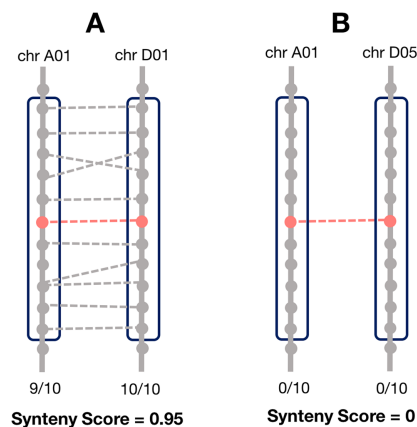 A B
chr A01 chr D01 chr A01 chr D05
9/10 10/10 0/10 0/10
Synteny Score = 0.95 Synteny Score = 0